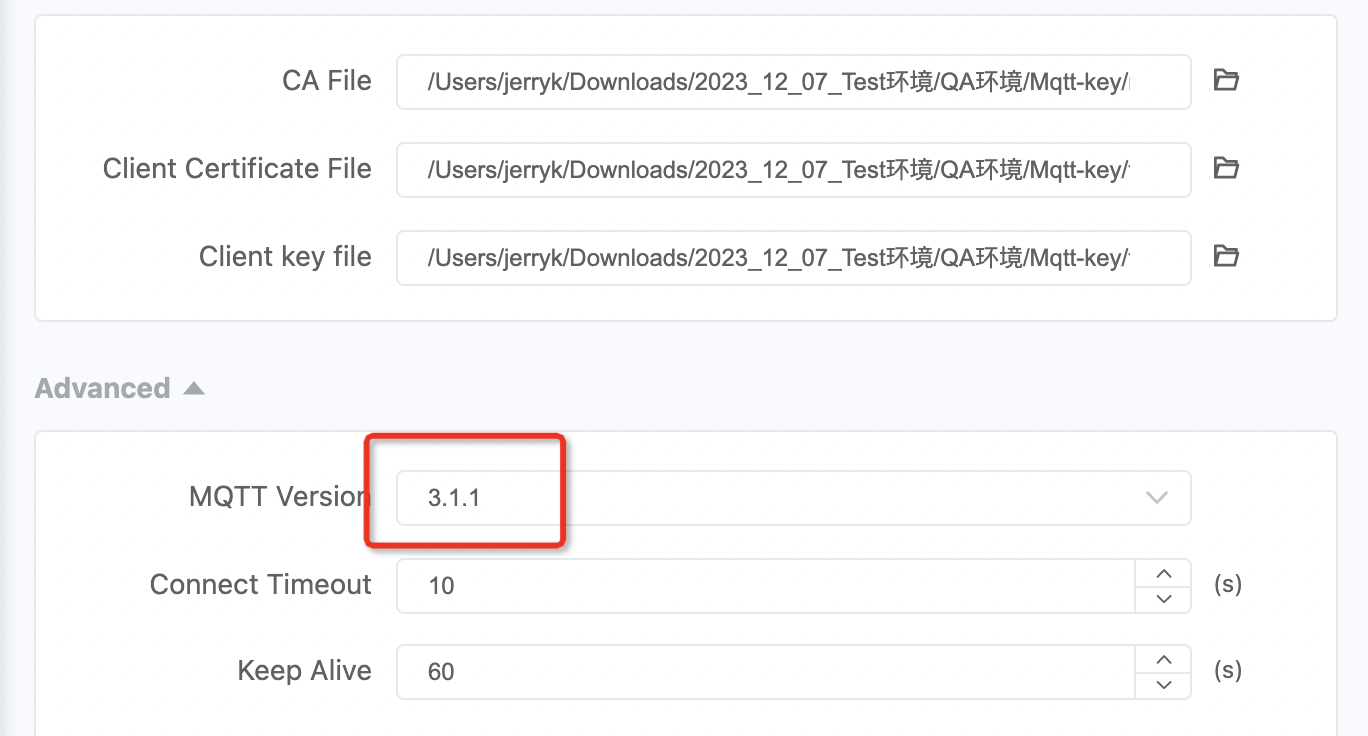 CA File /Users/jerryk/Downloads/2023_12_07_Test环境/QA环境/Mqtt-key/
Client Certificate File /Users/jerryk/Downloads/2023_12_07_Test环境/QA环境/Mqtt-key/
Client key file /Users/jerryk/Downloads/2023_12_07_Test环境/QA环境/Mqtt-key/
Advanced
MQTT Version 3.1.1
Connect Timeout 10 (s)
Keep Alive 60 (s)